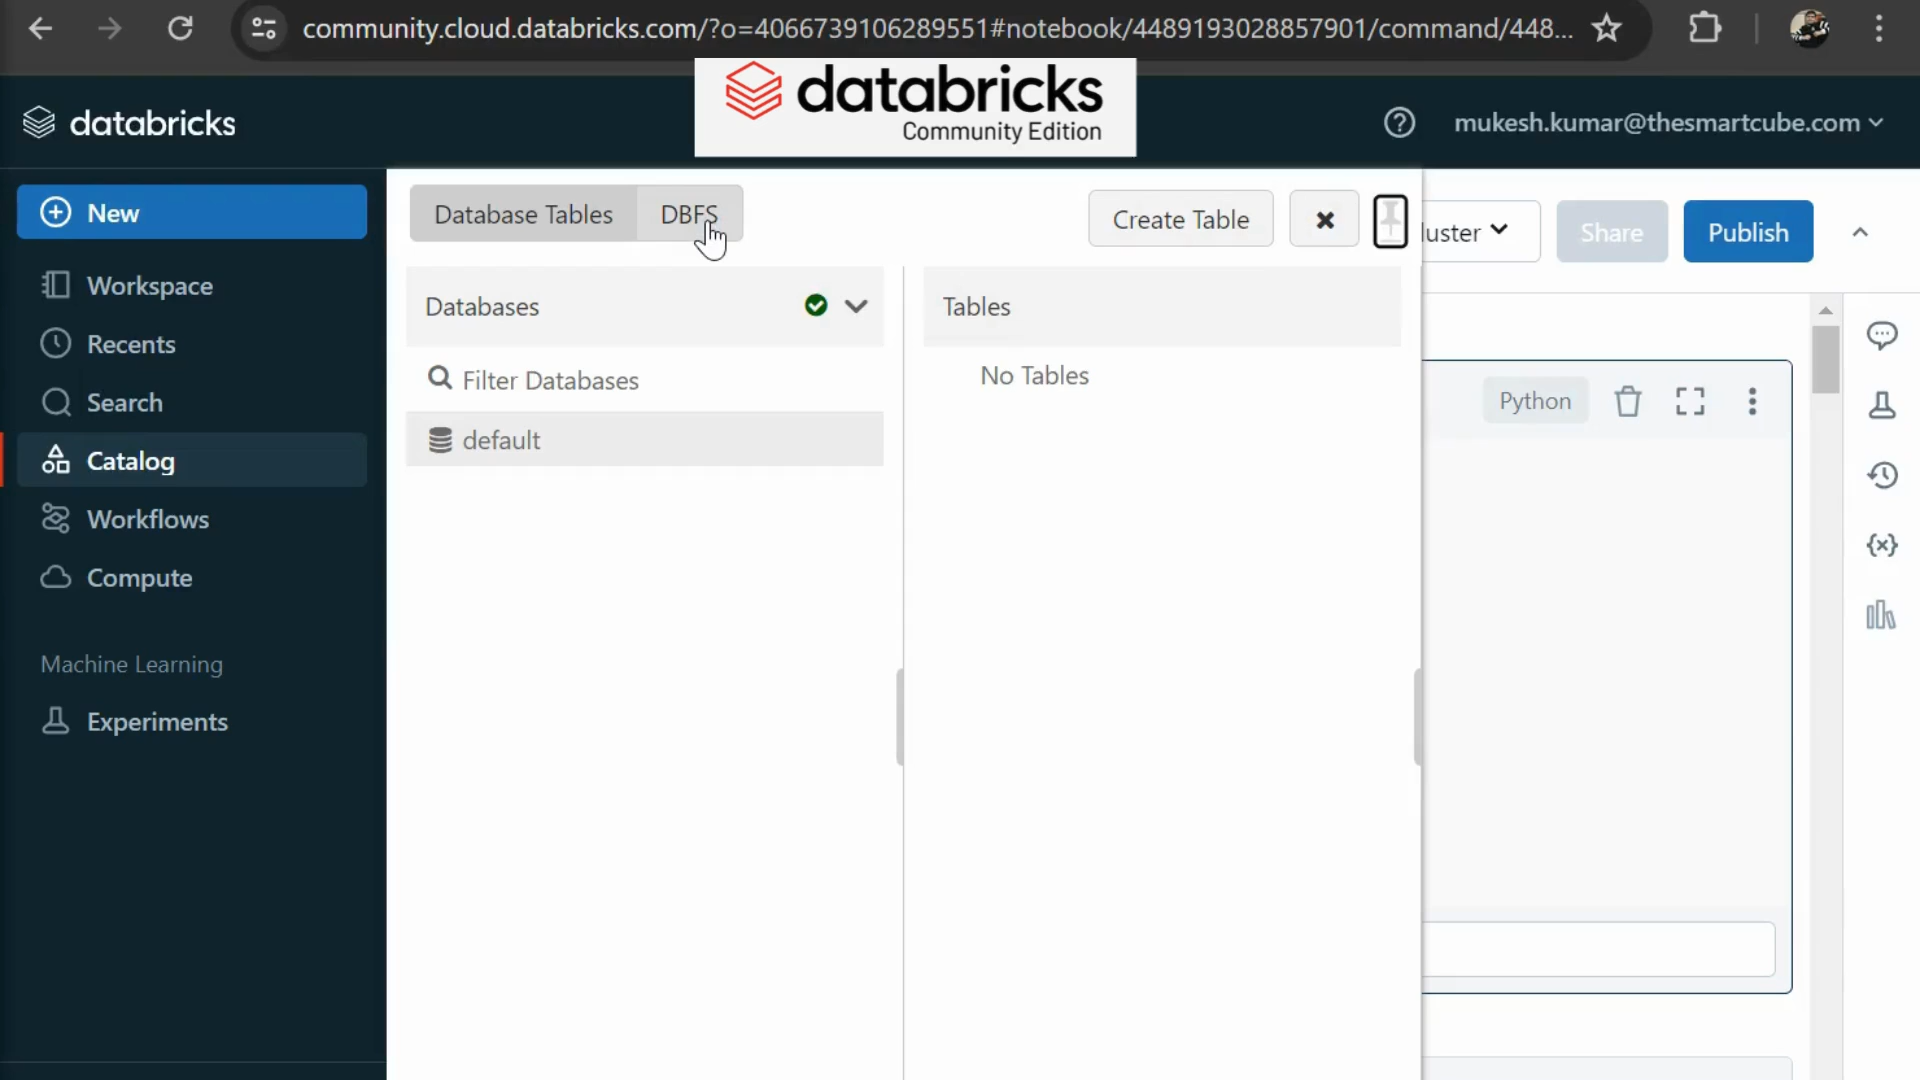 community.cloud.databricks.com/?o=4066739106289551#notebook/4489193028857901/command/448...
databricks
Community Edition
databricks
mukesh.kumar@thesmartcube.com
New
Workspace
Recents
Search
Catalog
Workflows
Compute
Machine Learning
Experiments
Database Tables
DBFS
Create Table
luster
Share
Publish
Databases
Tables
Filter Databases
No Tables
default
Python